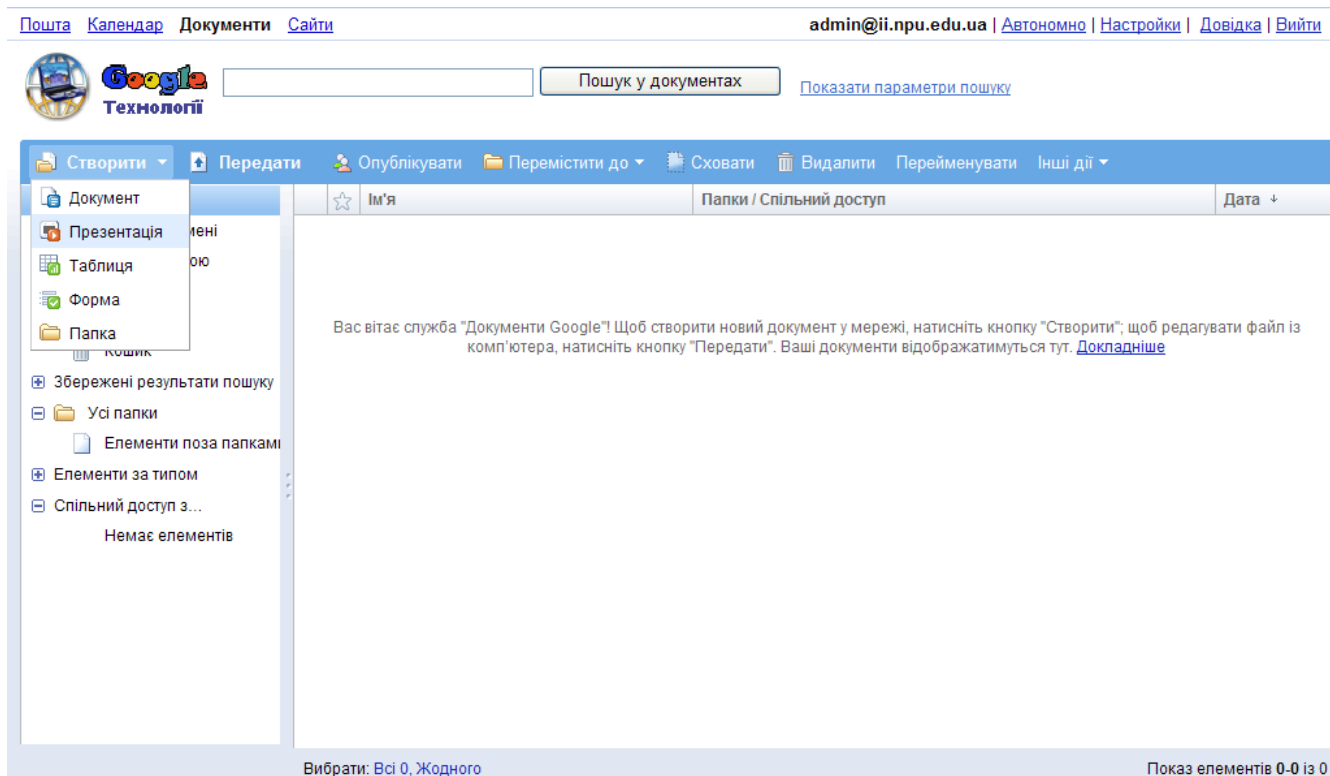 Пошта Календар Документи Сайти admin@ii.npu.edu.ua | Автономно | Настройки | Довідка | Вийти
Google
Технології
Пошук у документах Показати параметри пошуку
Створити Передати Опублікувати Перемістити до Сховати Видалити Перейменувати Інші дії
Ім'я Папки / Спільний доступ Дата
Документ
Презентація
Таблиця
Форма
Папка
Кошик
Збережені результати пошуку
Усі папки
Елементи поза папками
Елементи за типом
Спільний доступ з...
Немає елементів
Вас вітає служба "Документи Google"! Щоб створити новий документ у мережі, натисніть кнопку "Створити"; щоб редагувати файл із
комп'ютера, натисніть кнопку "Передати". Ваші документи відображатимуться тут. Докладніше
Вибрати: Всі 0, Жодного Показ елементів 0-0 із 0